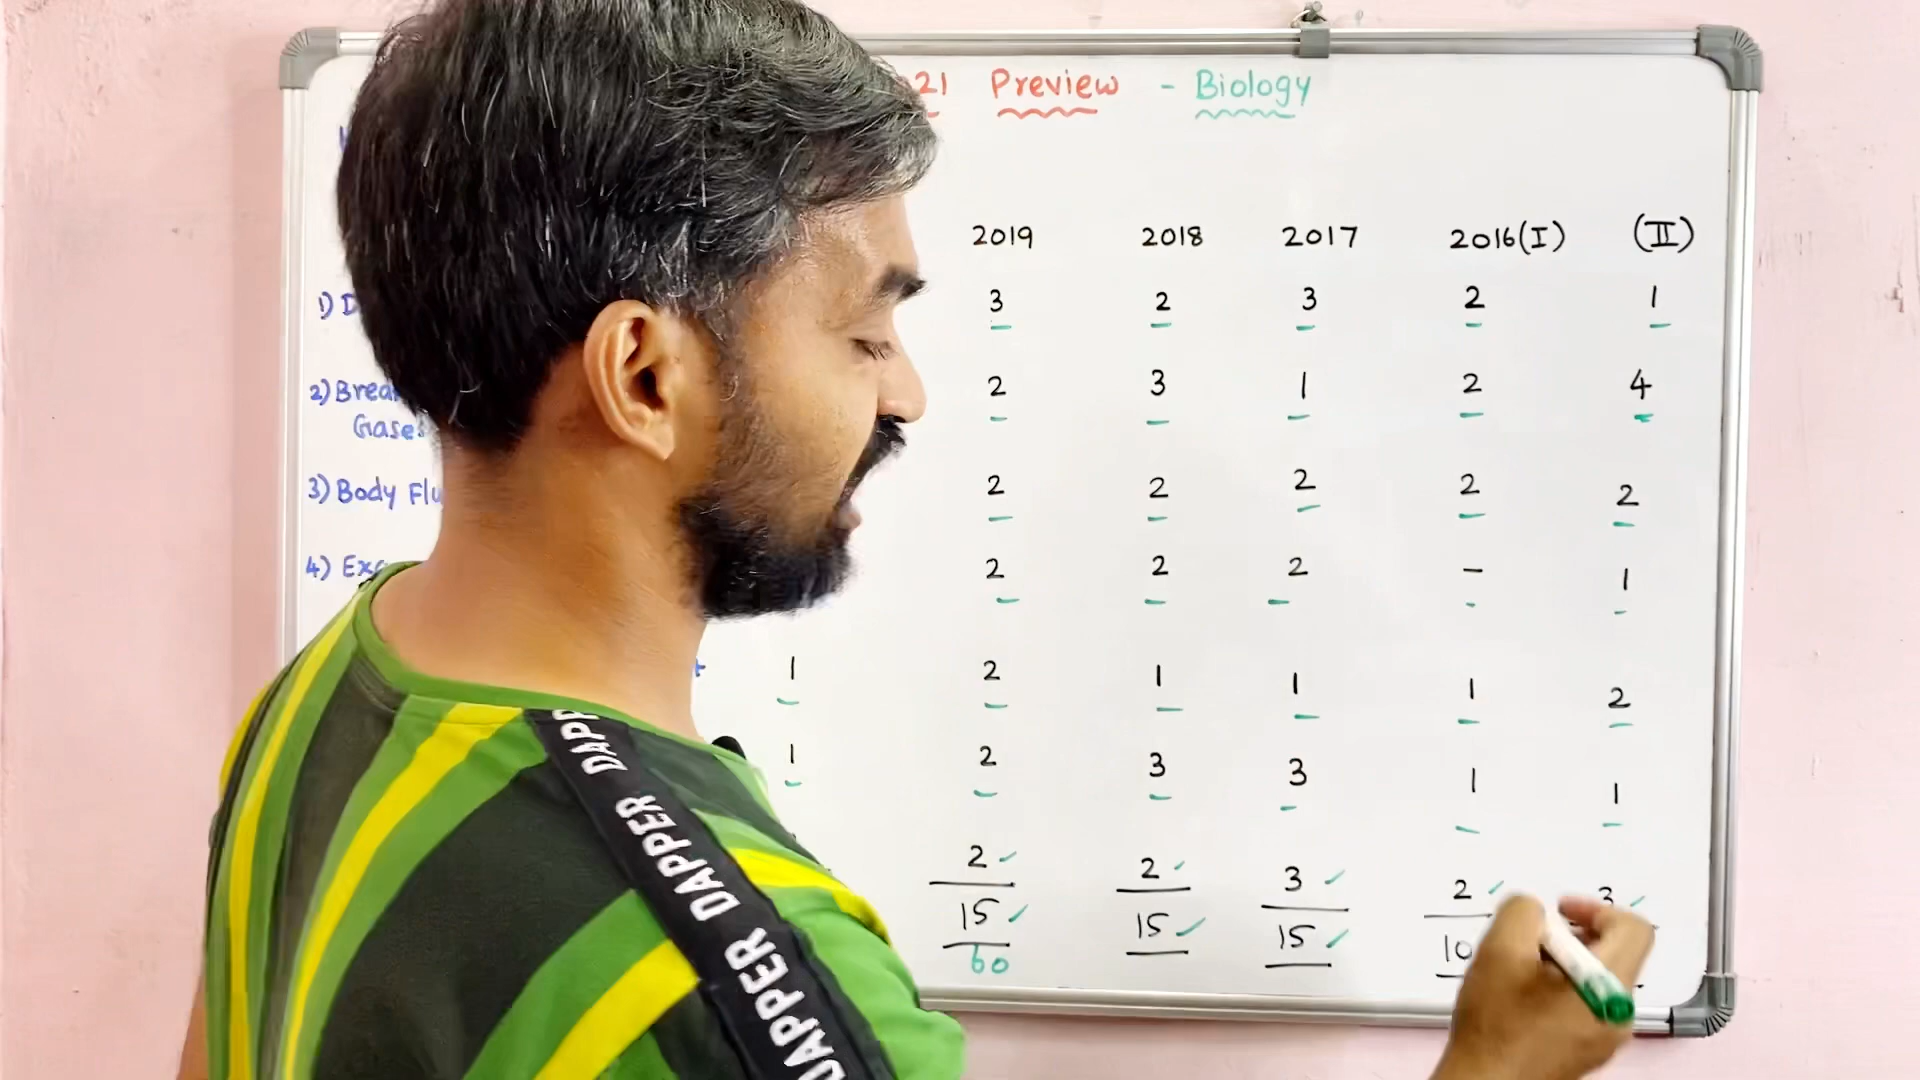 21 Preview - Biology
2019 2018 2017 2016(I) (II)
1) D 3 2 3 2 1
2) Brea 2 3 1 2 4
Gases
3) Body Flu 2 2 2 2 2
4) Exc 2 2 2 - 1
1 2 1 1 1 2
1 2 3 3 1 1
2 2 3 2 3
15 15 15 10
60
DAPPER DAPPER DAPPER DAPPER